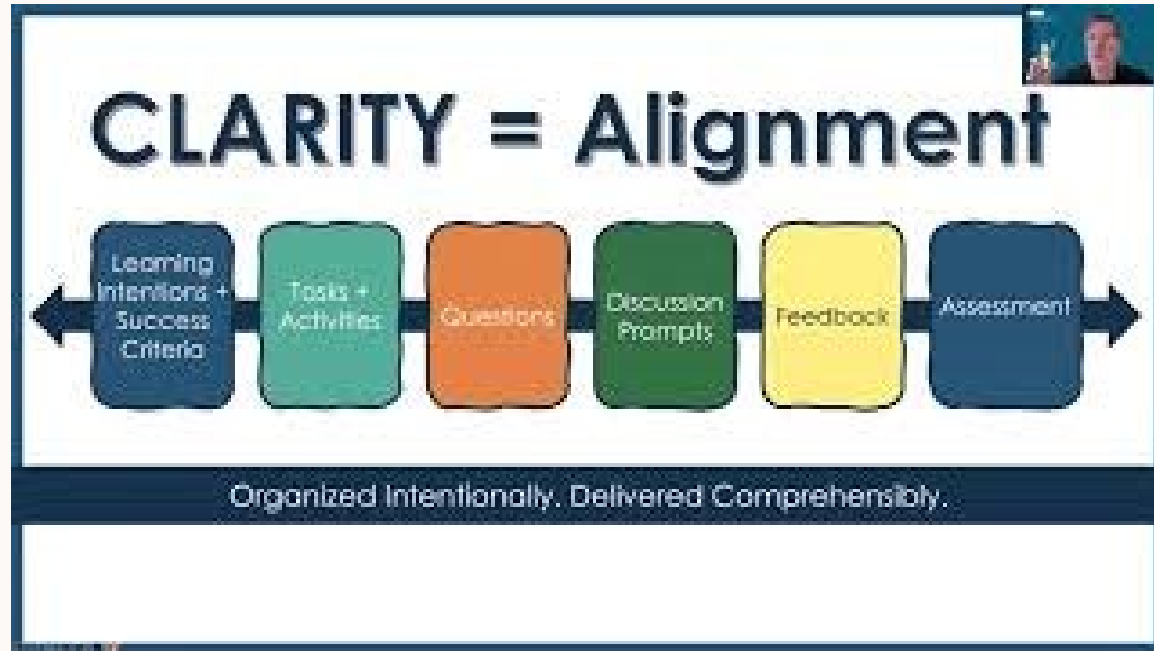 CLARITY = Alignment
Learning
Intentions +
Success
Criteria
Tasks +
Activities
Questions
Discussion
Prompts
Feedback
Assessment
Organized Intentionally. Delivered Comprehensibly.